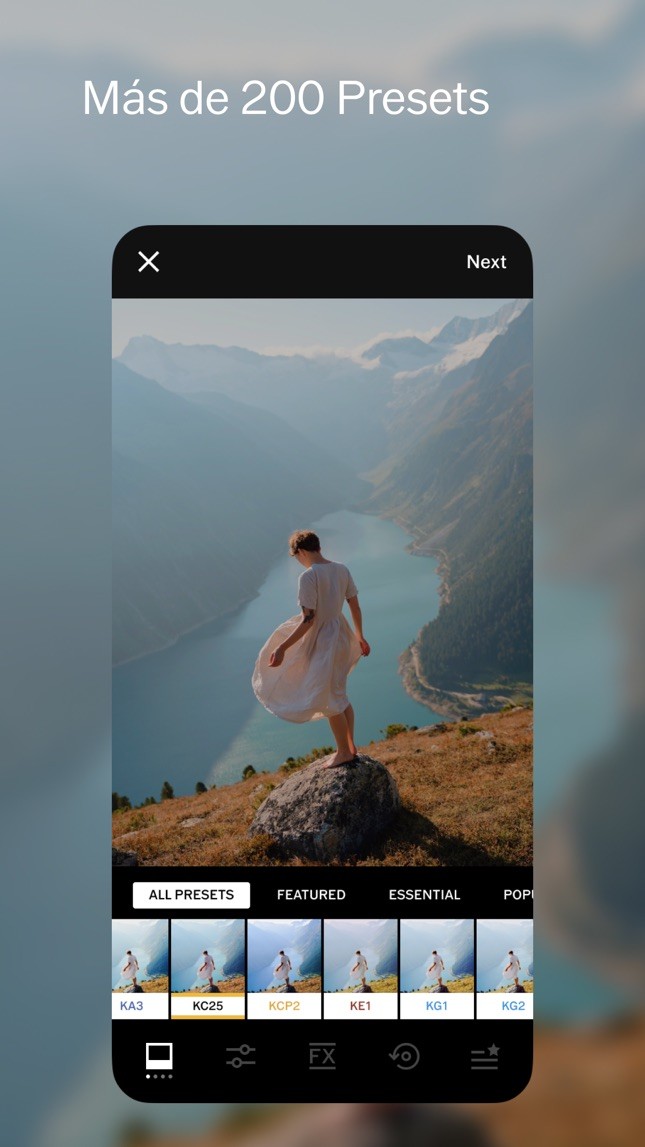 Más de 200 Presets
Next
ALL PRESETS FEATURED ESSENTIAL
KA3 KC25 KCP2 KE1 KG1 KG2
FX